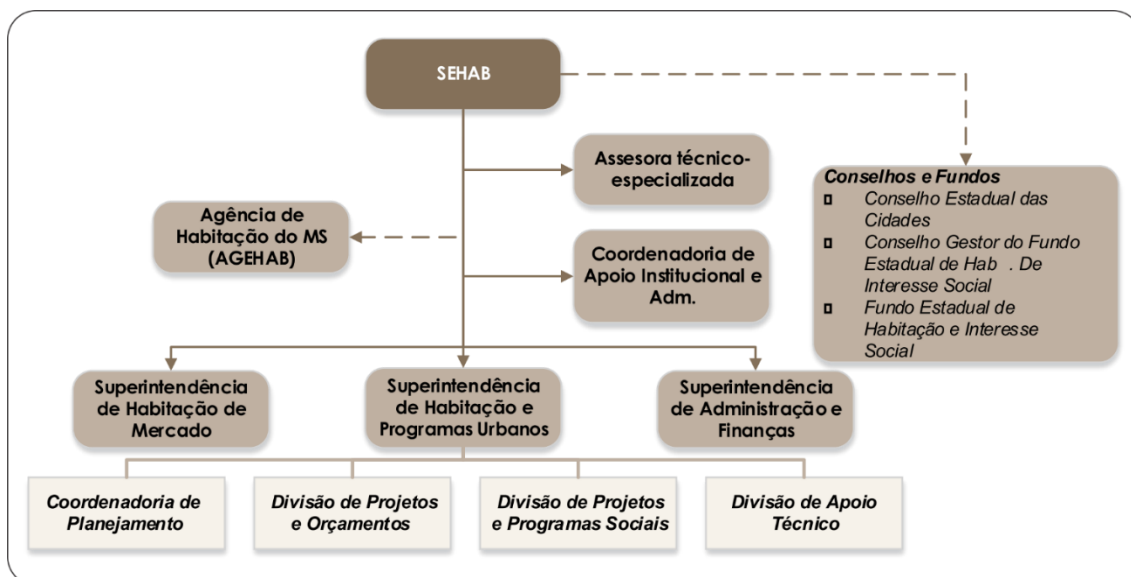 SEHAB
Assesora técnico-
especializada
Agência de
Habitação do MS
(AGEHAB)
Coordenadoria de
Apoio Institucional e
Adm.
Conselhos e Fundos
Conselho Estadual das
Cidades
Conselho Gestor do Fundo
Estadual de Hab . De
Interesse Social
Fundo Estadual de
Habitação e Interesse
Social
Superintendência
de Habitação de
Mercado
Superintendência
de Habitação e
Programas Urbanos
Superintendência
de Administração e
Finanças
Coordenadoria de
Planejamento
Divisão de Projetos
e Orçamentos
Divisão de Projetos
e Programas Sociais
Divisão de Apoio
Técnico